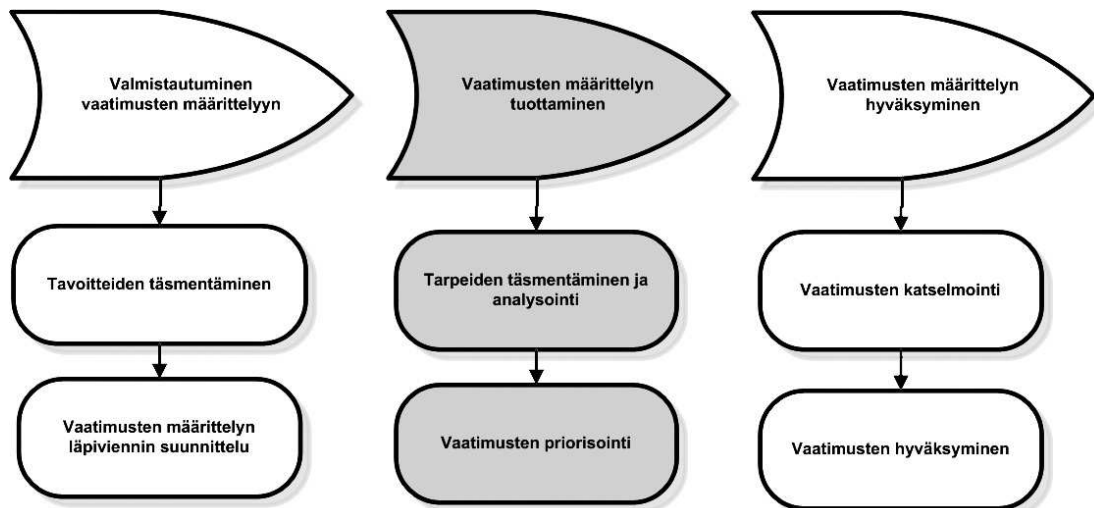 Valmistautuminen
vaatimusten määrittelyyn
Vaatimusten määrittelyn
tuottaminen
Vaatimusten määrittelyn
hyväksyminen
Tavoitteiden täsmentäminen
Tarpeiden täsmentäminen ja
analysointi
Vaatimusten katselmointi
Vaatimusten määrittelyn
läpiviennin suunnittelu
Vaatimusten priorisointi
Vaatimusten hyväksyminen